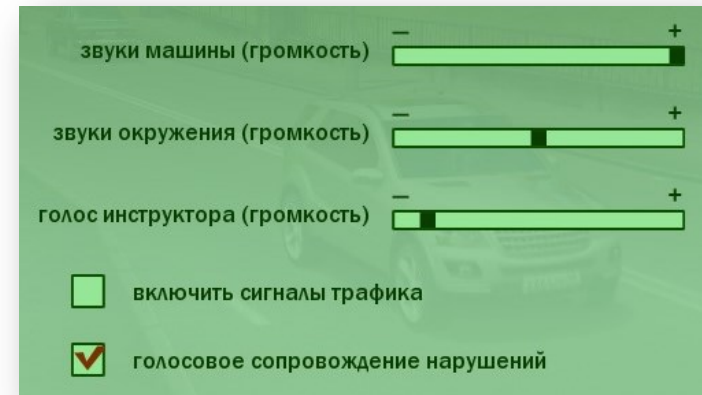 звуки машины (громкость) — +
звуки окружения (громкость) — +
голос инструктора (громкость) — +
включить сигналы трафика
голосовое сопровождение нарушений